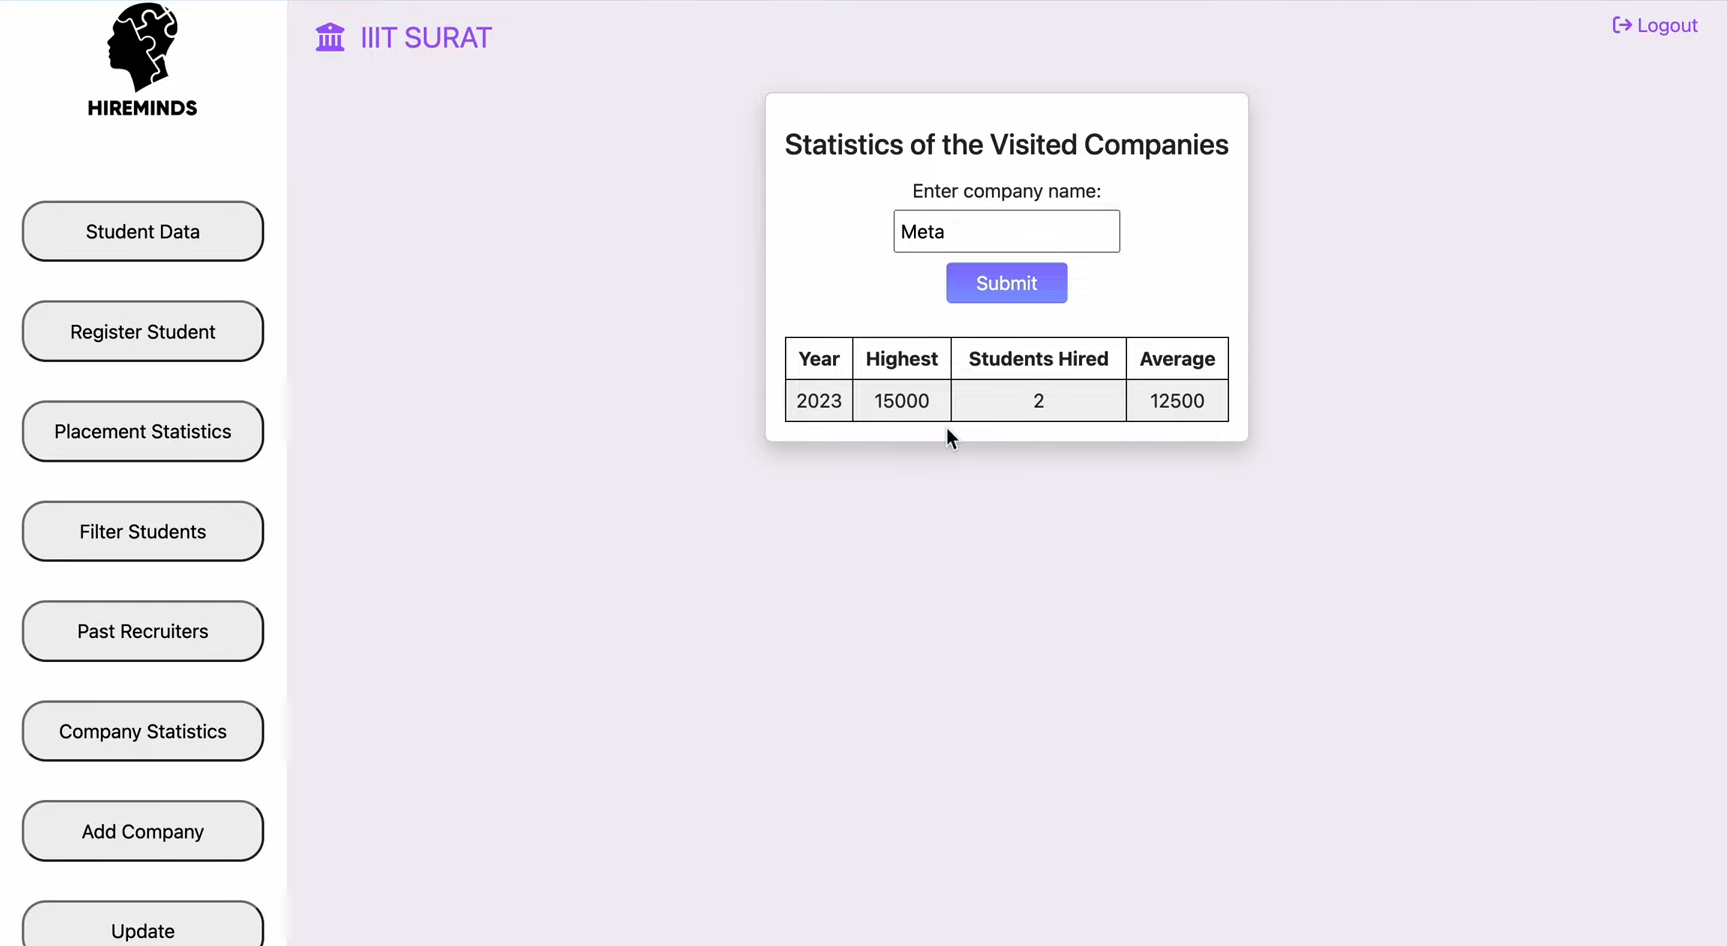 HIREMINDS
Student Data
Register Student
Placement Statistics
Filter Students
Past Recruiters
Company Statistics
Add Company
Update
IIIT SURAT
Logout
Statistics of the Visited Companies
Enter company name:
Meta
Submit
Year Highest Students Hired Average
2023 15000 2 12500